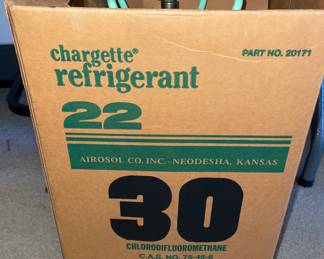 chargette®
refrigerant
PART NO. 20171
22
AIROSOL CO. INC. - NEODESHA, KANSAS
30
CHLORODIFLUOROMETHANE
C.A.S. NO. 75-45-6